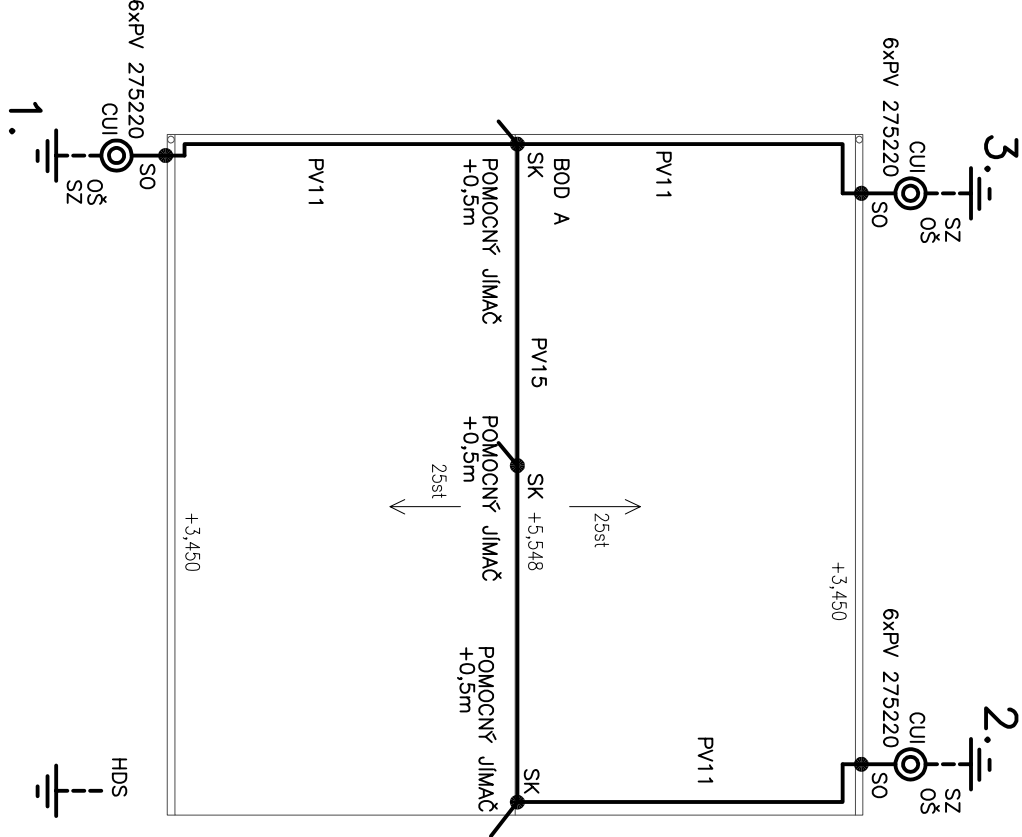 1.
6xPV 275220
CUI
SO
OŠ
SZ
PV11
3.
6xPV 275220
CUI
SO
OŠ
SZ
PV11
BOD A
SK
POMOCNÝ JÍMAČ
+0,5m
PV15
SK
+5,548
POMOCNÝ JÍMAČ
+0,5m
25st
25st
+3,450
+3,450
SK
POMOCNÝ JÍMAČ
+0,5m
PV11
2.
6xPV 275220
CUI
SO
OŠ
SZ
HDS